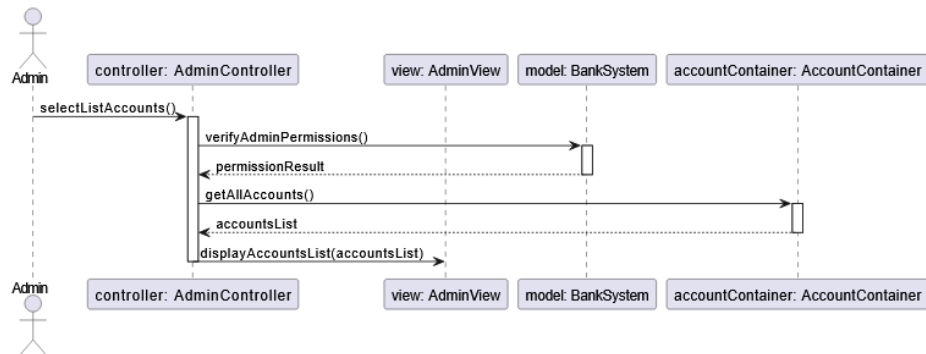 Admin
controller: AdminController
view: AdminView
model: BankSystem
accountContainer: AccountContainer
selectListAccounts()
verifyAdminPermissions()
permissionResult
getAllAccounts()
accountsList
displayAccountsList(accountsList)
Admin
controller: AdminController
view: AdminView
model: BankSystem
accountContainer: AccountContainer